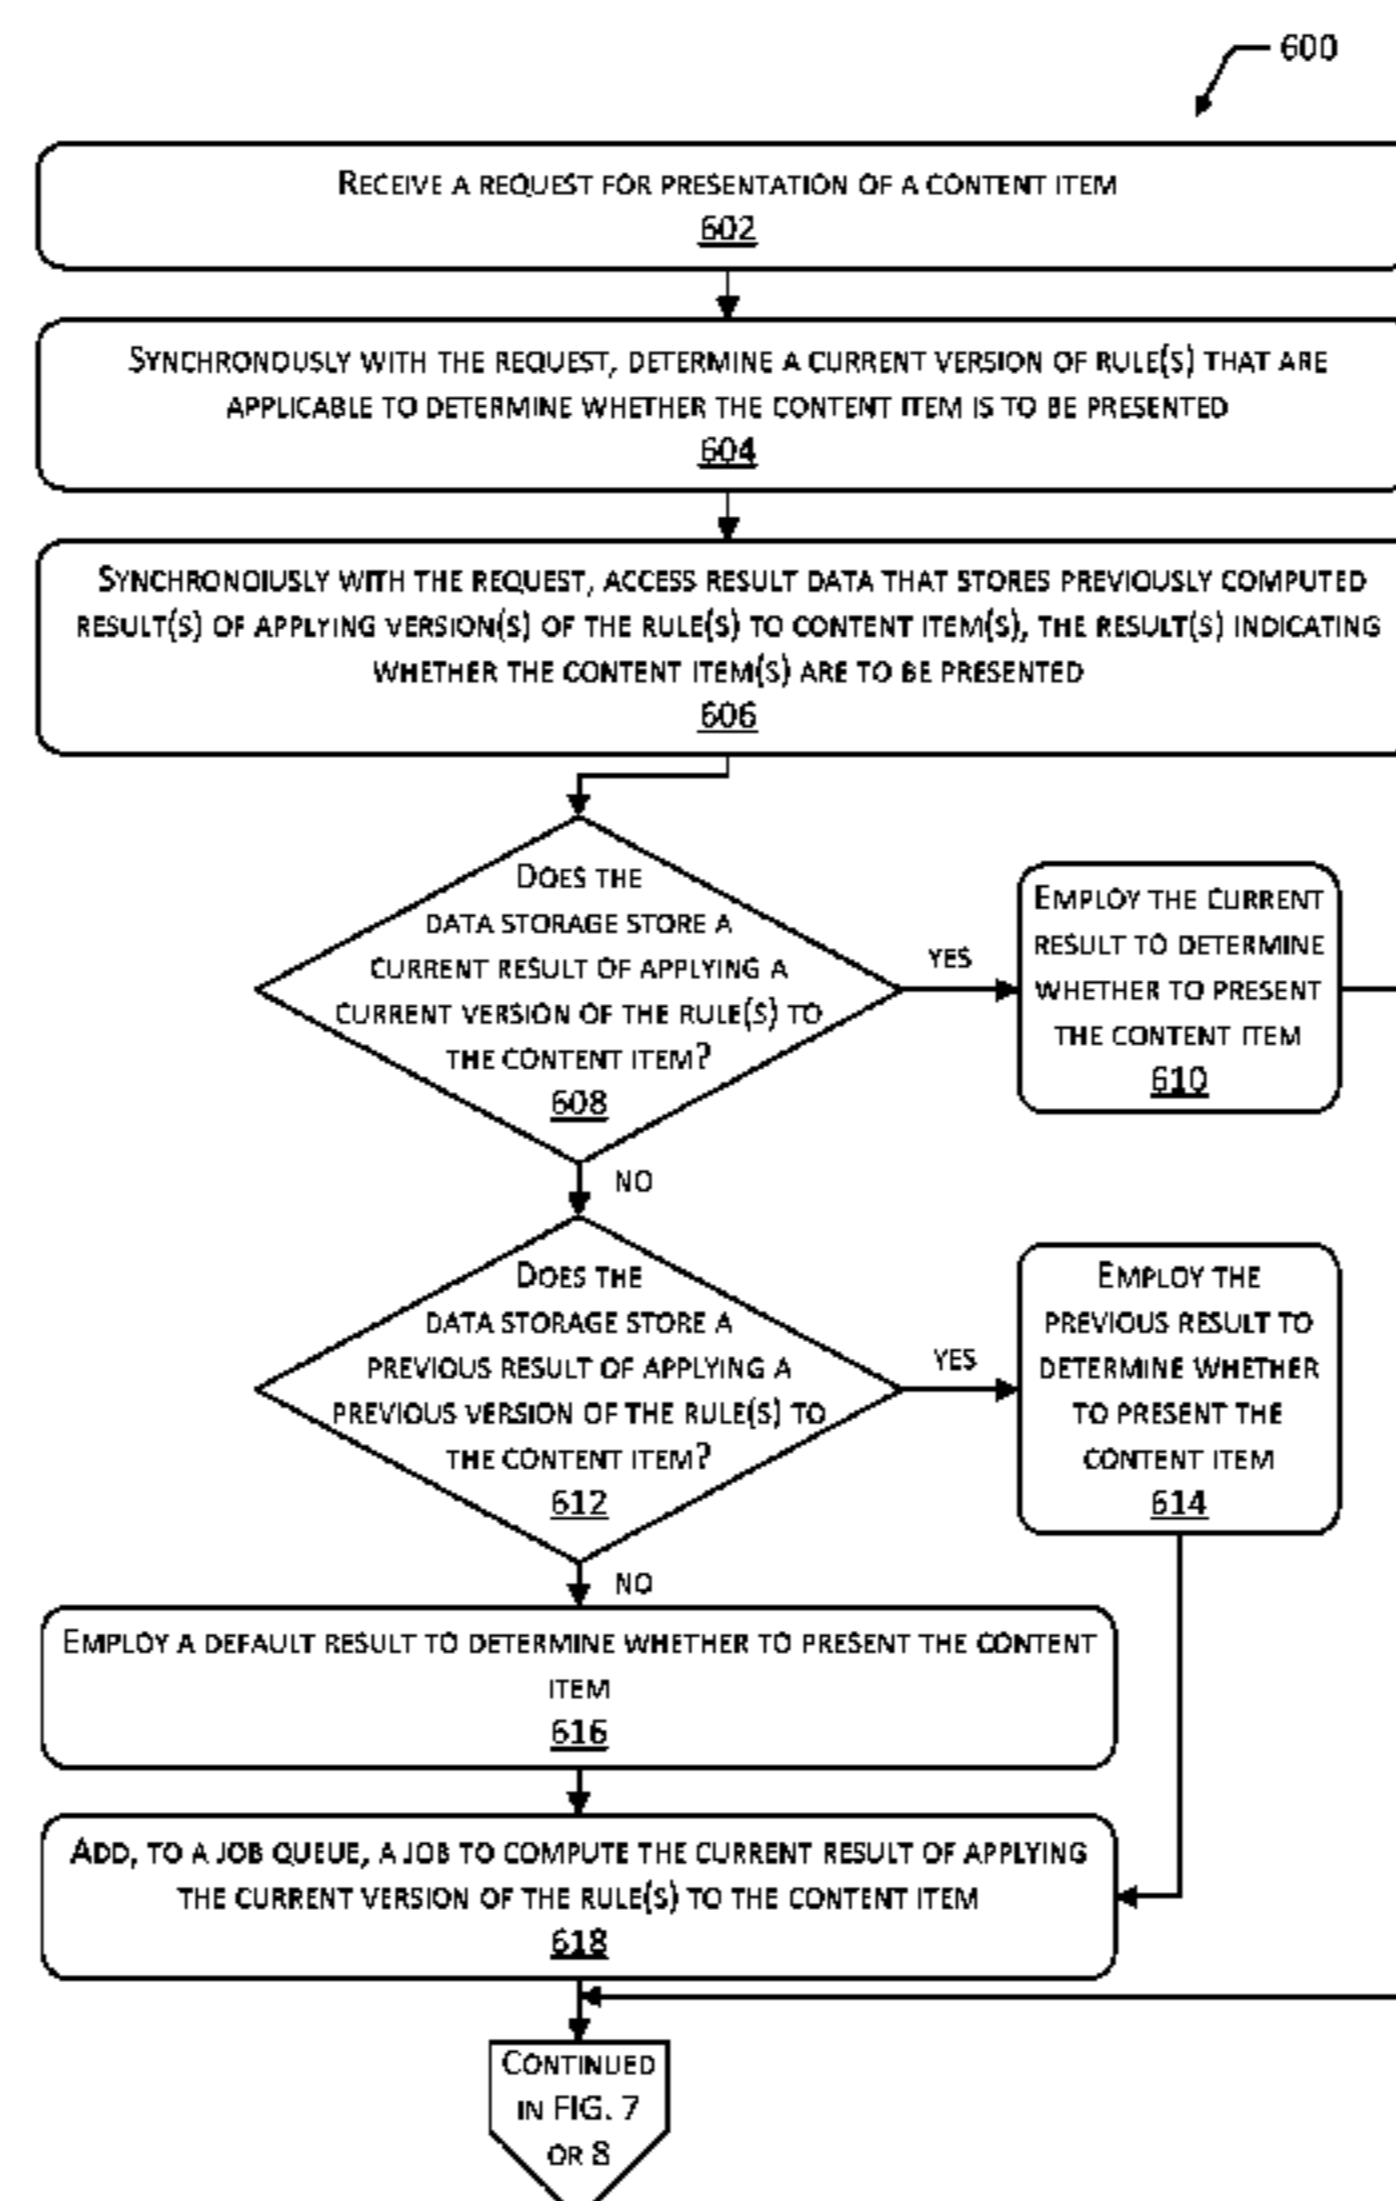 600
RECEIVE A REQUEST FOR PRESENTATION OF A CONTENT ITEM
602
SYNCHRONOUSLY WITH THE REQUEST, DETERMINE A CURRENT VERSION OF RULE(S) THAT ARE
APPLICABLE TO DETERMINE WHETHER THE CONTENT ITEM IS TO BE PRESENTED
604
SYNCHRONOIUSLY WITH THE REQUEST, ACCESS RESULT DATA THAT STORES PREVIOUSLY COMPUTED
RESULT(S) OF APPLYING VERSION(S) OF THE RULE(S) TO CONTENT ITEM(S), THE RESULT(S) INDICATING
WHETHER THE CONTENT ITEM(S) ARE TO BE PRESENTED
606
DOES THE
DATA STORAGE STORE A
CURRENT RESULT OF APPLYING A
CURRENT VERSION OF THE RULE(S) TO
THE CONTENT ITEM?
608
YES
EMPLOY THE CURRENT
RESULT TO DETERMINE
WHETHER TO PRESENT
THE CONTENT ITEM
610
NO
DOES THE
DATA STORAGE STORE A
PREVIOUS RESULT OF APPLYING A
PREVIOUS VERSION OF THE RULE(S) TO
THE CONTENT ITEM?
612
YES
EMPLOY THE
PREVIOUS RESULT TO
DETERMINE WHETHER
TO PRESENT THE
CONTENT ITEM
614
NO
EMPLOY A DEFAULT RESULT TO DETERMINE WHETHER TO PRESENT THE CONTENT
ITEM
616
ADD, TO A JOB QUEUE, A JOB TO COMPUTE THE CURRENT RESULT OF APPLYING
THE CURRENT VERSION OF THE RULE(S) TO THE CONTENT ITEM
618
CONTINUED
IN FIG. 7
OR 8